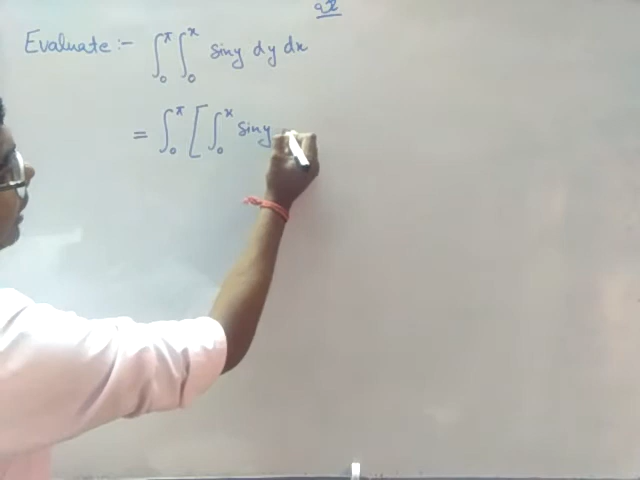 Evaluate :- ∫₀^π ∫₀^x siny dy dx
= ∫₀^π [ ∫₀^x siny